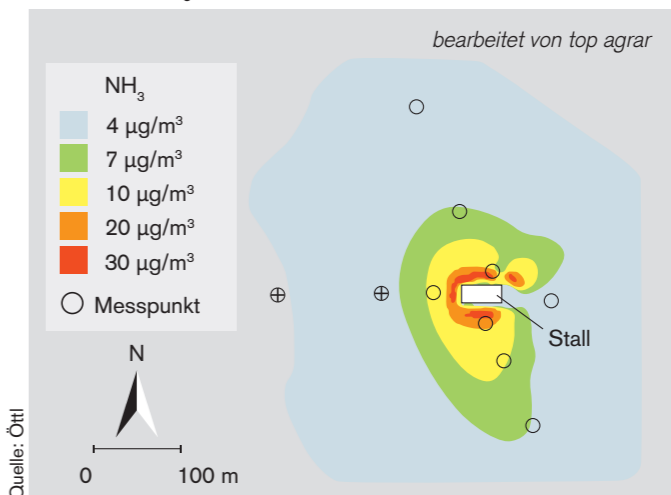 bearbeitet von top agrar
NH₃
4 µg/m³
7 µg/m³
10 µg/m³
20 µg/m³
30 µg/m³
Messpunkt
Stall
N
0 100 m
Quelle: Öttl